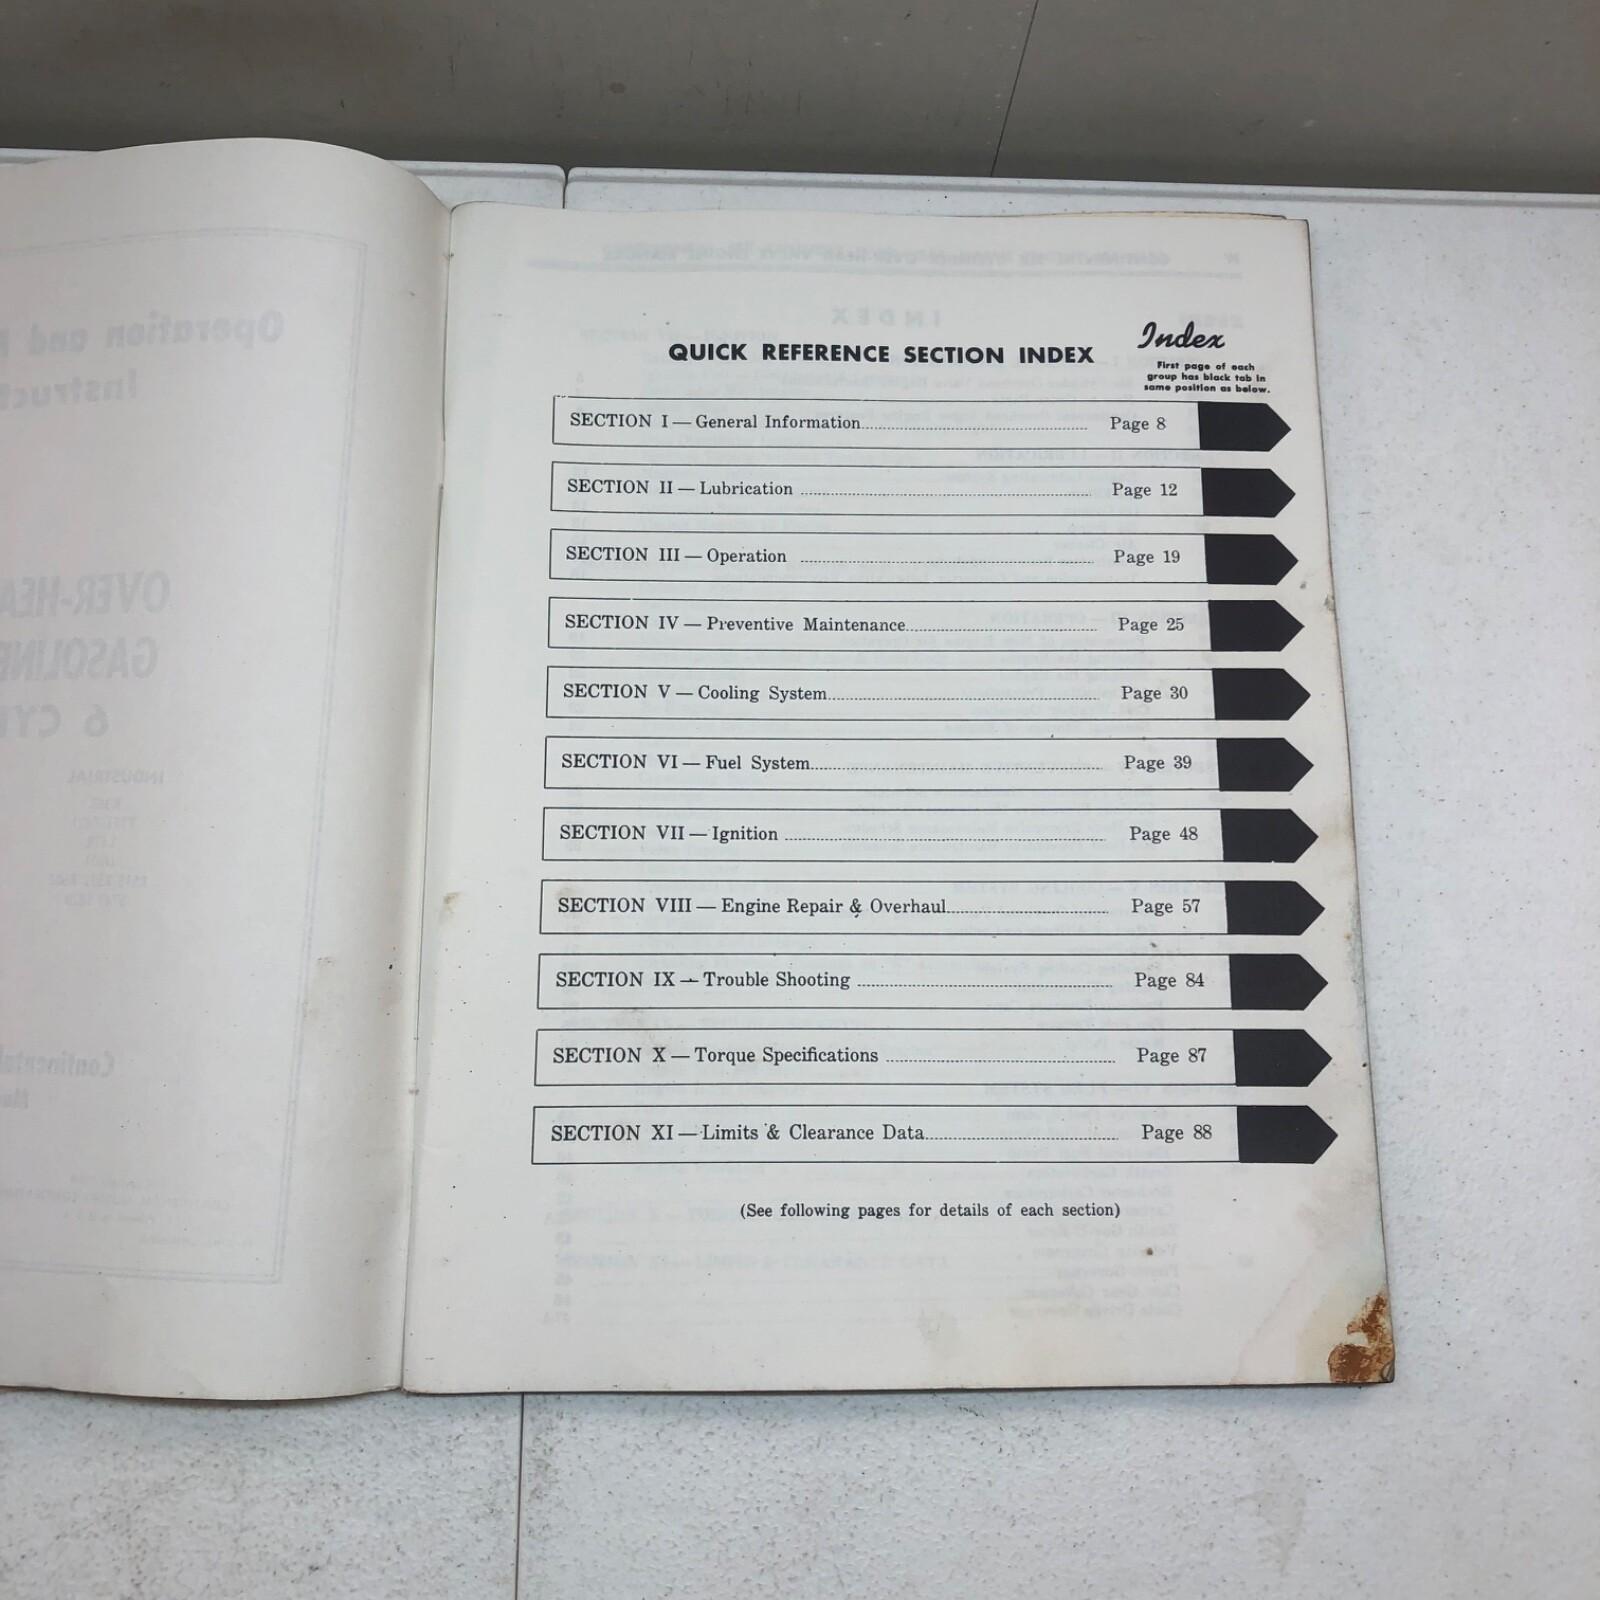 QUICK REFERENCE SECTION INDEX
Index
First page of each
group has black tab in
same position as below.
SECTION I — General Information Page 8
SECTION II — Lubrication Page 12
SECTION III — Operation Page 19
SECTION IV — Preventive Maintenance Page 25
SECTION V — Cooling System Page 30
SECTION VI — Fuel System Page 39
SECTION VII — Ignition Page 48
SECTION VIII — Engine Repair & Overhaul Page 57
SECTION IX — Trouble Shooting Page 84
SECTION X — Torque Specifications Page 87
SECTION XI — Limits & Clearance Data Page 88
(See following pages for details of each section)